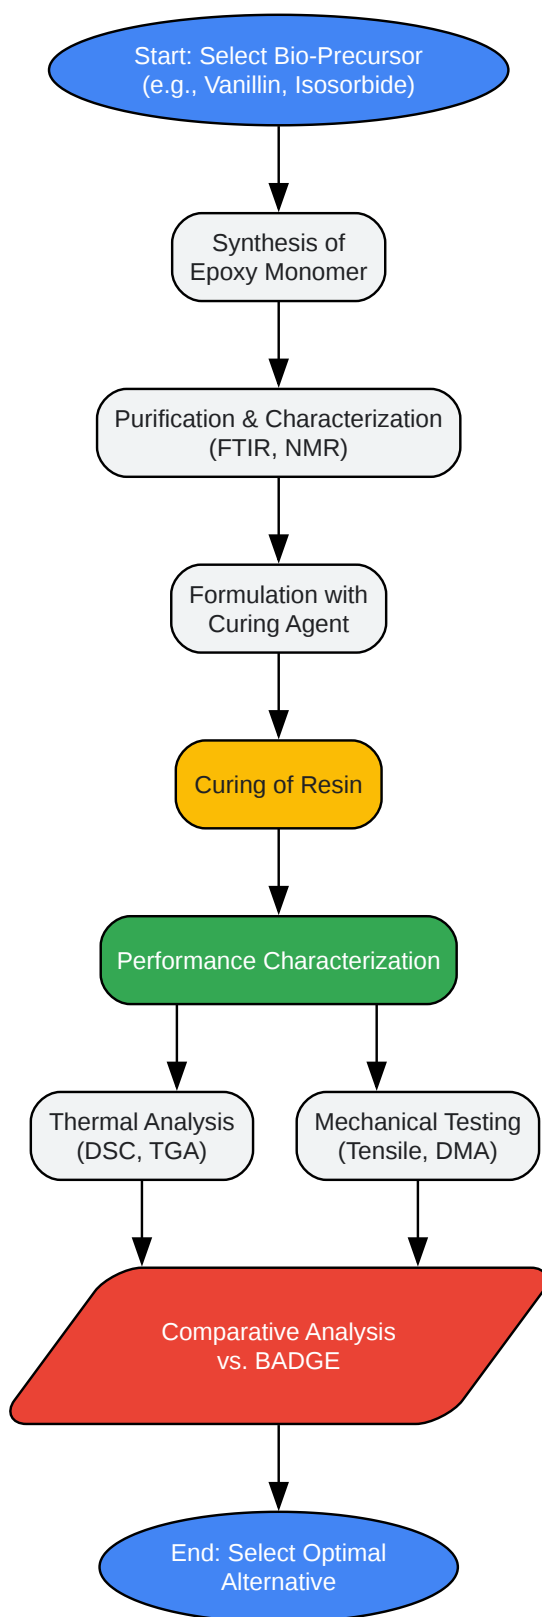 Start: Select Bio-Precursor
(e.g., Vanillin, Isosorbide)
Synthesis of
Epoxy Monomer
Purification & Characterization
(FTIR, NMR)
Formulation with
Curing Agent
Curing of Resin
Performance Characterization
Thermal Analysis
(DSC, TGA)
Mechanical Testing
(Tensile, DMA)
Comparative Analysis
vs. BADGE
End: Select Optimal
Alternative